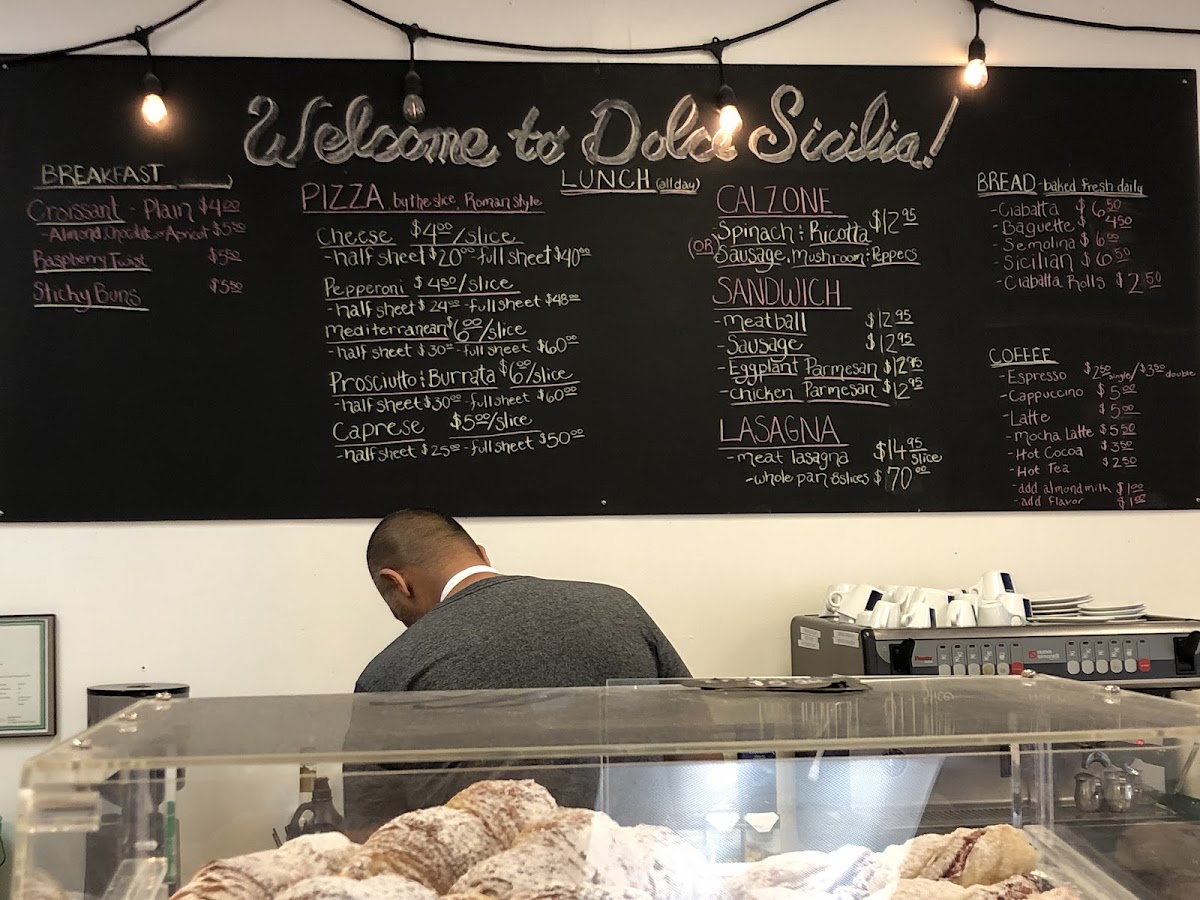 Welcome to Dolce Sicilia!
BREAKFAST
Croissant - Plain $4.00
- Almond, Chocolate or Apricot $5.00
Raspberry Twist $5.50
Sticky Buns $5.50
LUNCH (all day)
PIZZA by the slice, Roman style
Cheese $4.00/slice
- half sheet $20.00 - full sheet $40.00
Pepperoni $4.50/slice
- half sheet $24.00 - full sheet $48.00
Mediterranean $6.00/slice
- half sheet $30.00 - full sheet $60.00
Prosciutto & Burrata $6.00/slice
- half sheet $30.00 - full sheet $60.00
Caprese $5.00/slice
- half sheet $25.00 - full sheet $50.00
CALZONE
Spinach & Ricotta $12.95
(OR) Sausage, Mushroom & Peppers
SANDWICH
- meatball $12.95
- Sausage $12.95
- Eggplant Parmesan $12.95
- chicken Parmesan $12.95
LASAGNA
- meat lasagna $14.95 slice
- whole pan 8 slices $70.00
BREAD - baked fresh daily
- Ciabatta $6.50
- Baguette $4.50
- Semolina $6.00
- Sicilian $6.50
- Ciabatta Rolls $2.50
COFFEE
- Espresso $2.50 single/$3.50 double
- Cappuccino $5.00
- Latte $5.00
- Mocha Latte $5.50
- Hot Cocoa $3.50
- Hot Tea $2.50
- add almond milk $1.00
- add flavor $1.00